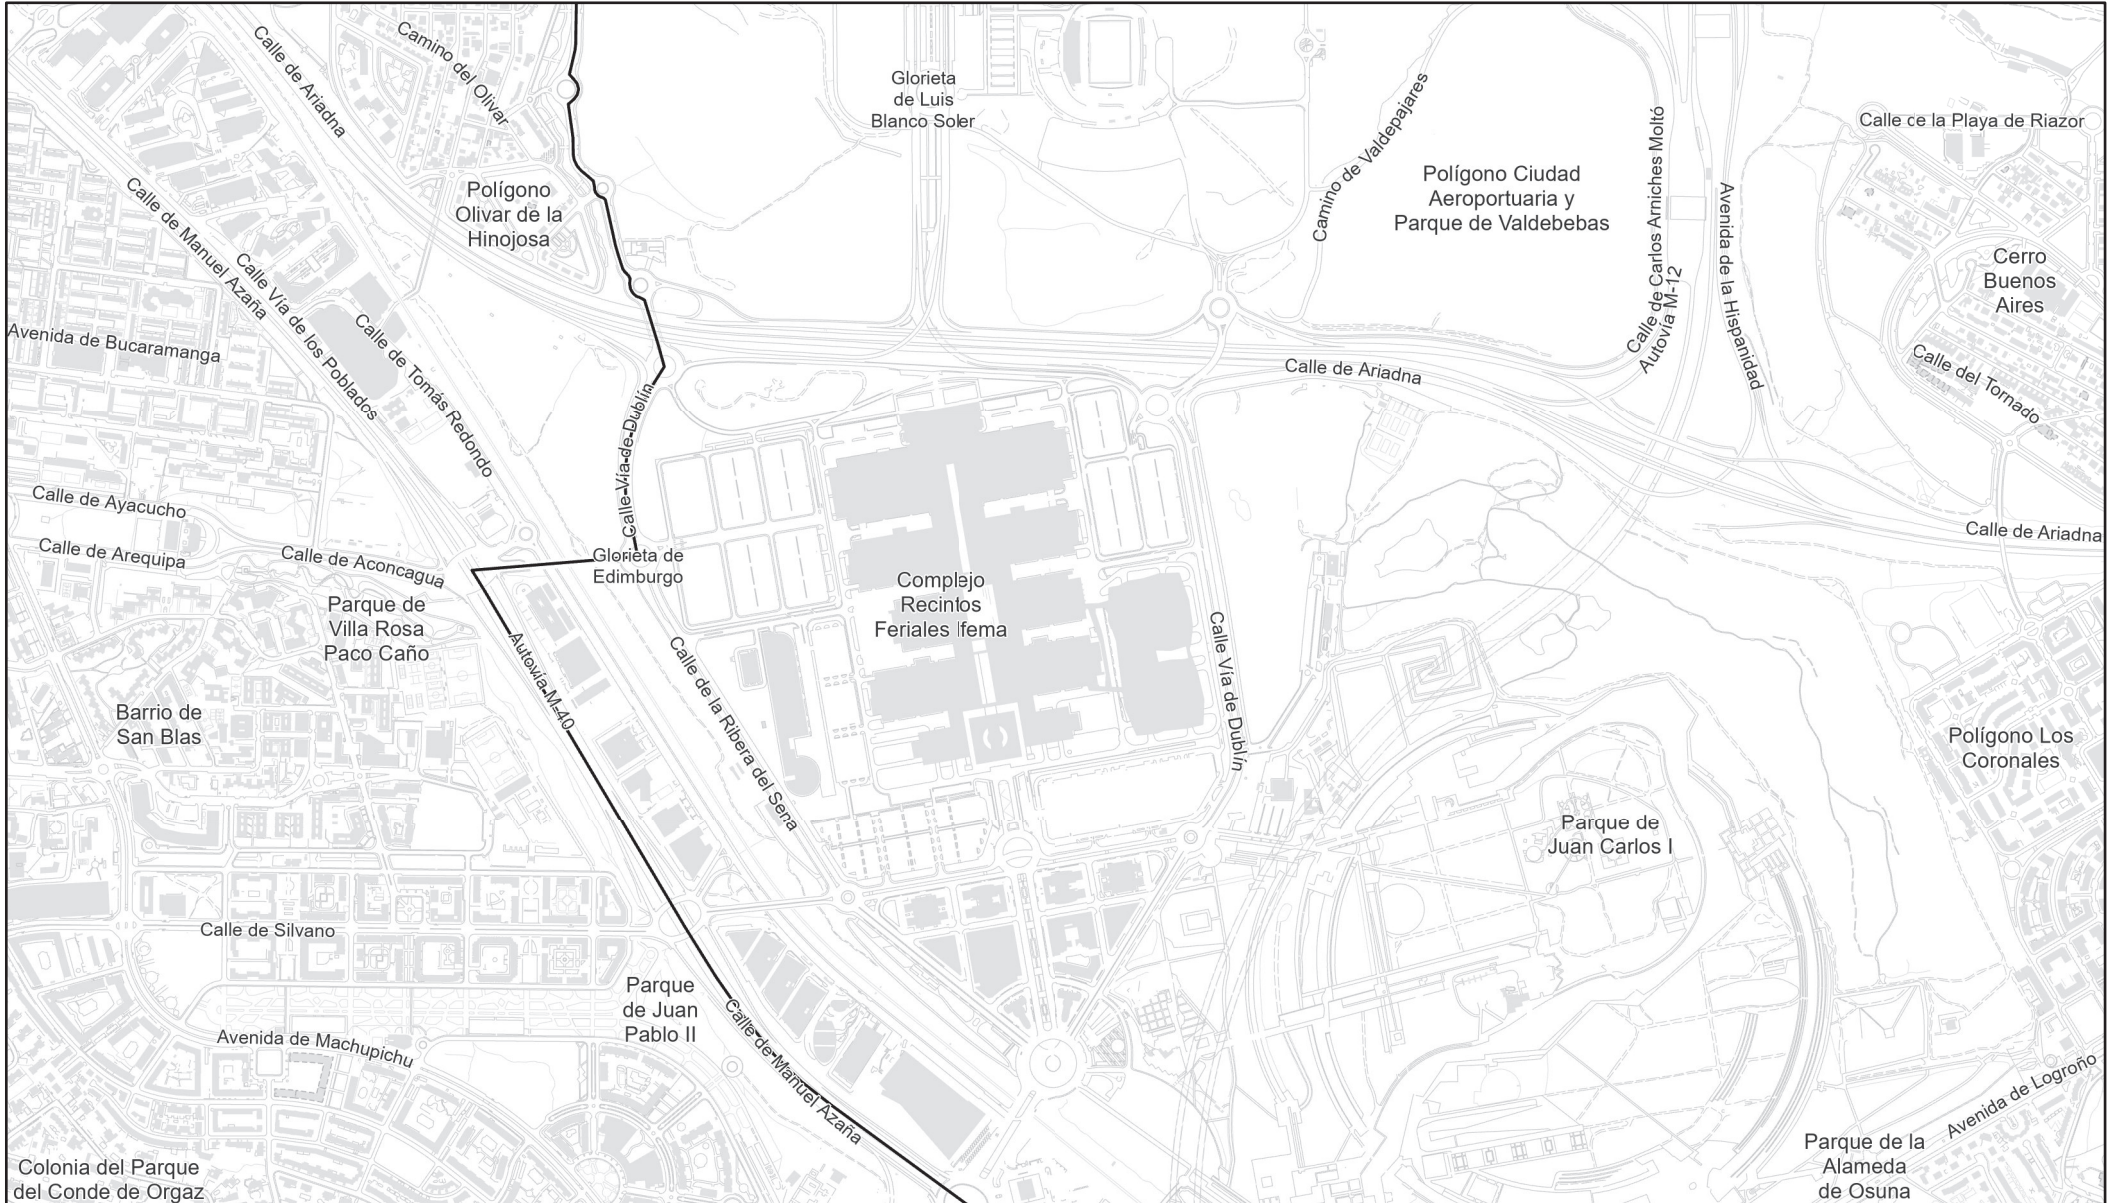 Calle de Ariadna
Camino del Olivar
Glorieta
de Luis
Blanco Soler
Camino de Valdepajares
Polígono Ciudad
Aeroportuaria y
Parque de Valdebebas
Calle de Carlos Arniches Moltó
Autovía M-12
Avenida de la Hispanidad
Calle de la Playa de Riazor
Calle de Manuel Azaña
Polígono
Olivar de la
Hinojosa
Cerro
Buenos
Aires
Calle Vía de los Poblados
Avenida de Bucaramanga
Calle de Tomás Redondo
Calle de Ariadna
Calle del Tornado
Calle Vía de Dublín
Calle de Ayacucho
Calle de Arequipa
Calle de Aconcagua
Glorieta de
Edimburgo
Calle de Ariadna
Parque de
Villa Rosa
Paco Caño
Complejo
Recintos
Feriales Ifema
Autovía M-40
Calle de la Ribera del Sena
Calle Vía de Dublín
Barrio de
San Blas
Polígono Los
Coronales
Parque de
Juan Carlos I
Calle de Silvano
Parque
de Juan
Pablo II
Avenida de Machupichu
Calle de Manuel Azaña
Avenida de Logroño
Colonia del Parque
del Conde de Orgaz
Parque de la
Alameda
de Osuna